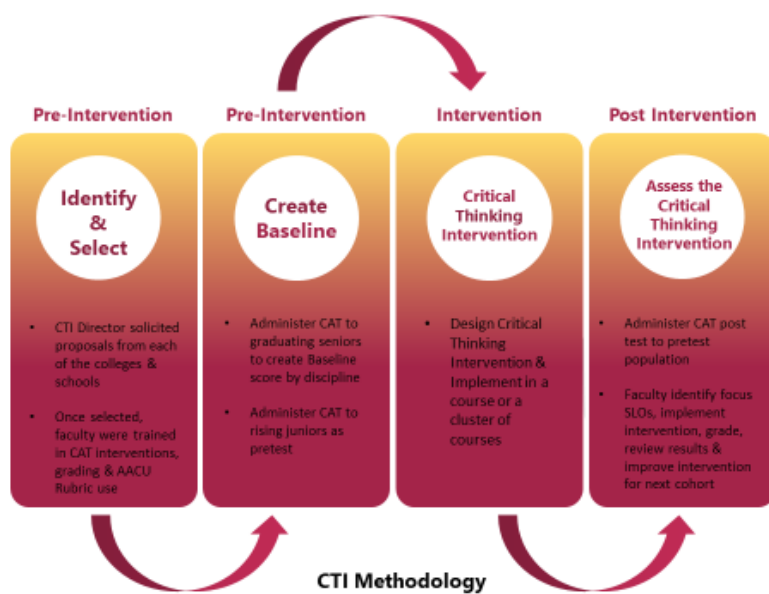 Pre-Intervention
Identify
&
Select
• CTI Director solicited
proposals from each
of the colleges &
schools
• Once selected,
faculty were trained
in CAT interventions,
grading & AACU
Rubric use
Pre-Intervention
Create
Baseline
• Administer CAT to
graduating seniors
to create Baseline
score by discipline
• Administer CAT to
rising juniors as
pretest
Intervention
Critical
Thinking
Intervention
• Design Critical
Thinking
Intervention &
Implement in a
course or a
cluster of
courses
Post Intervention
Assess the
Critical
Thinking
Intervention
• Administer CAT post
test to pretest
population
• Faculty identify focus
SLOs, implement
intervention, grade,
review results &
improve intervention
for next cohort
CTI Methodology